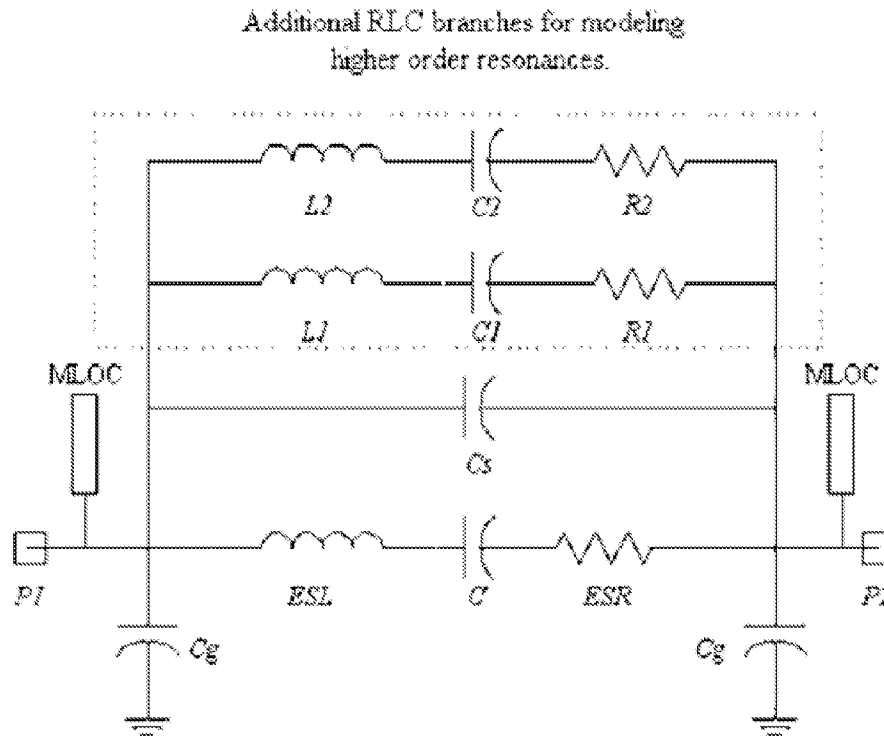 Additional RLC branches for modeling
higher order resonances.
L2 C2 R2
L1 C1 R1
MLOC MLOC
Cs
P1 ESL C ESR
Cg Cg